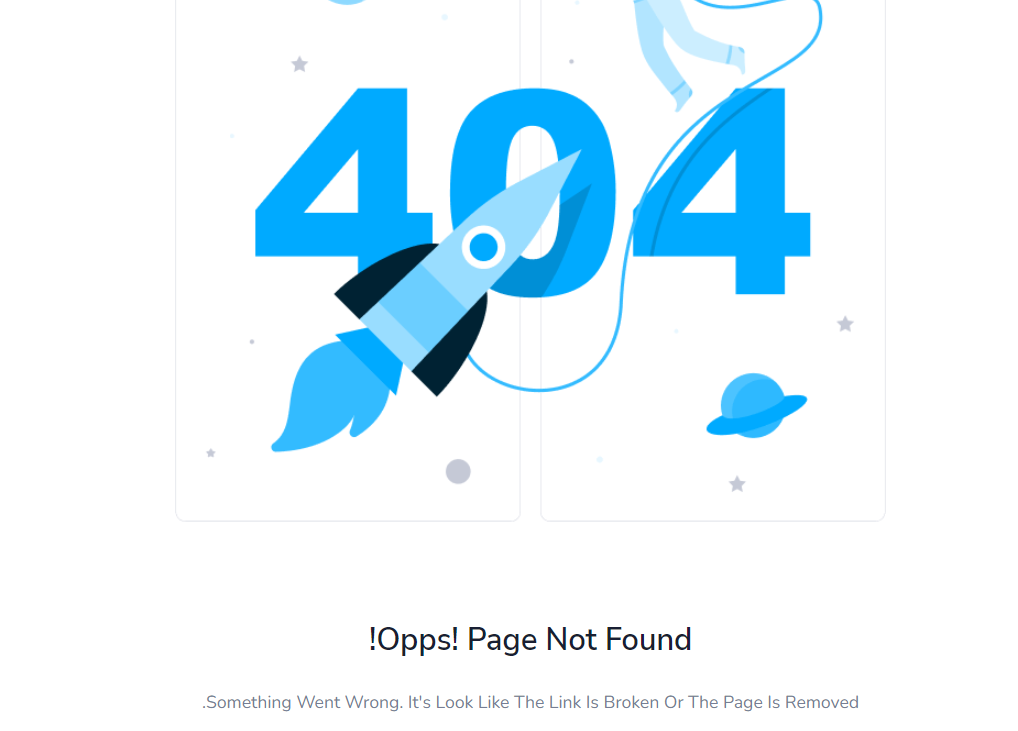 404
!Opps! Page Not Found
.Something Went Wrong. It's Look Like The Link Is Broken Or The Page Is Removed